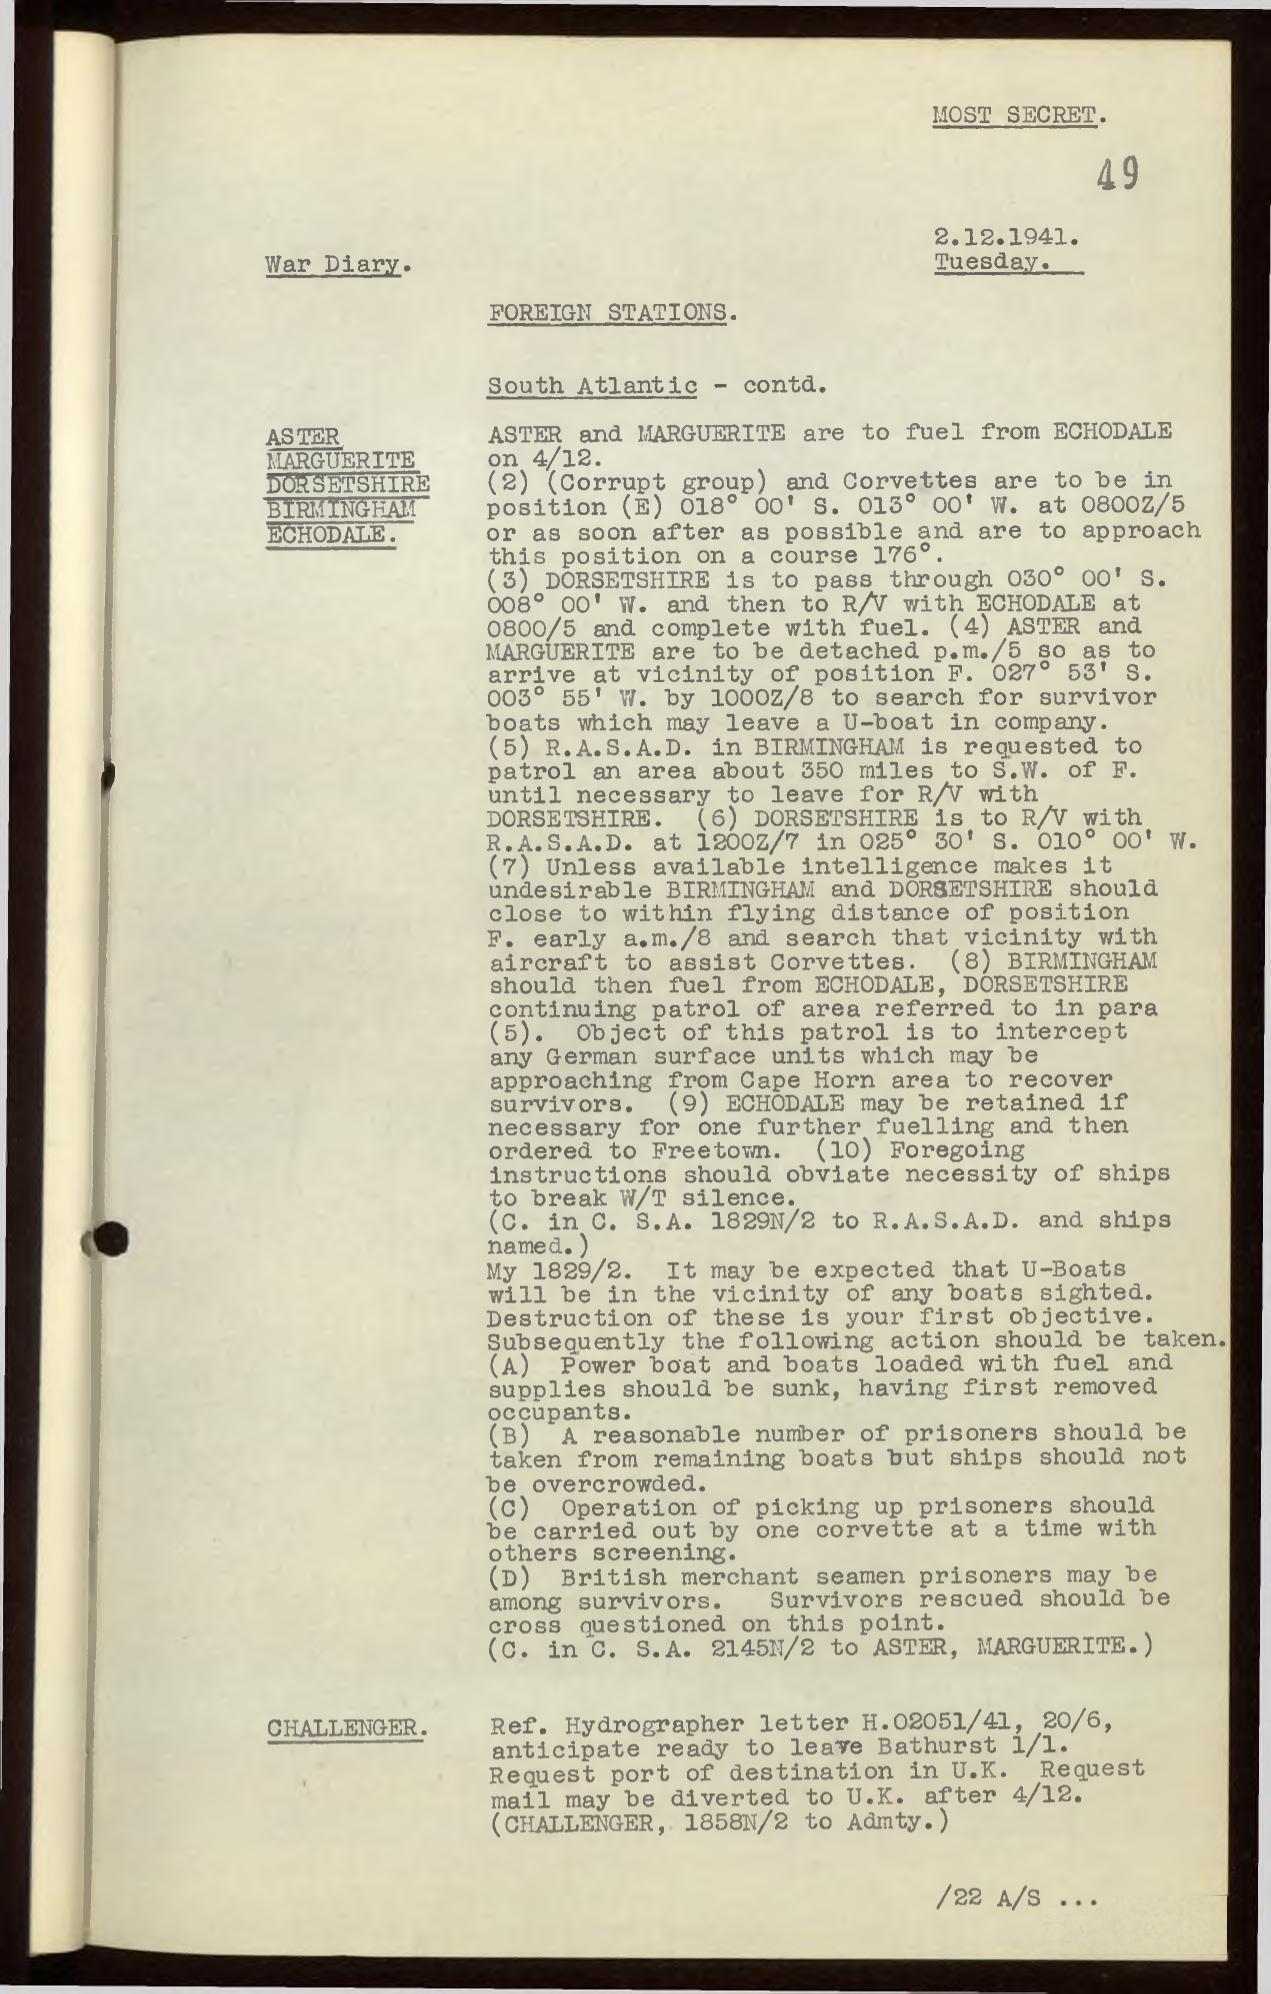 MOST SECRET.
49
2.12.1941.
War Diary.
Tuesday.
FOREIGN STATIONS.
South Atlantic - contd.
ASTER
MARGUERITE
DORSETSHIRE
BIRMINGHAM
ECHODALE.
ASTER and MARGUERITE are to fuel from ECHODALE
on 4/12.
(2) (Corrupt group) and Corvettes are to be in
position (E) 018° 00' S. 013° 00' W. at 0800Z/5
or as soon after as possible and are to approach
this position on a course 176°.
(3) DORSETSHIRE is to pass through 030° 00' S.
008° 00' W. and then to R/V with ECHODALE at
0800/5 and complete with fuel. (4) ASTER and
MARGUERITE are to be detached p.m./5 so as to
arrive at vicinity of position F. 027° 53' S.
003° 55' W. by 1000Z/8 to search for survivor
boats which may leave a U-boat in company.
(5) R.A.S.A.D. in BIRMINGHAM is requested to
patrol an area about 350 miles to S.W. of F.
until necessary to leave for R/V with
DORSETSHIRE. (6) DORSETSHIRE is to R/V with
R.A.S.A.D. at 1200Z/7 in 025° 30' S. 010° 00' W.
(7) Unless available intelligence makes it
undesirable BIRMINGHAM and DORSETSHIRE should
close to within flying distance of position
F. early a.m./8 and search that vicinity with
aircraft to assist Corvettes. (8) BIRMINGHAM
should then fuel from ECHODALE, DORSETSHIRE
continuing patrol of area referred to in para
(5). Object of this patrol is to intercept
any German surface units which may be
approaching from Cape Horn area to recover
survivors. (9) ECHODALE may be retained if
necessary for one further fuelling and then
ordered to Freetown. (10) Foregoing
instructions should obviate necessity of ships
to break W/T silence.
(C. in C. S.A. 1829N/2 to R.A.S.A.D. and ships
named.)
My 1829/2. It may be expected that U-Boats
will be in the vicinity of any boats sighted.
Destruction of these is your first objective.
Subsequently the following action should be taken.
(A) Power boat and boats loaded with fuel and
supplies should be sunk, having first removed
occupants.
(B) A reasonable number of prisoners should be
taken from remaining boats but ships should not
be overcrowded.
(C) Operation of picking up prisoners should
be carried out by one corvette at a time with
others screening.
(D) British merchant seamen prisoners may be
among survivors. Survivors rescued should be
cross questioned on this point.
(C. in C. S.A. 2145N/2 to ASTER, MARGUERITE.)
CHALLENGER.
Ref. Hydrographer letter H.02051/41, 20/6,
anticipate ready to leave Bathurst 1/1.
Request port of destination in U.K. Request
mail may be diverted to U.K. after 4/12.
(CHALLENGER, 1858N/2 to Admty.)
/22 A/S ...